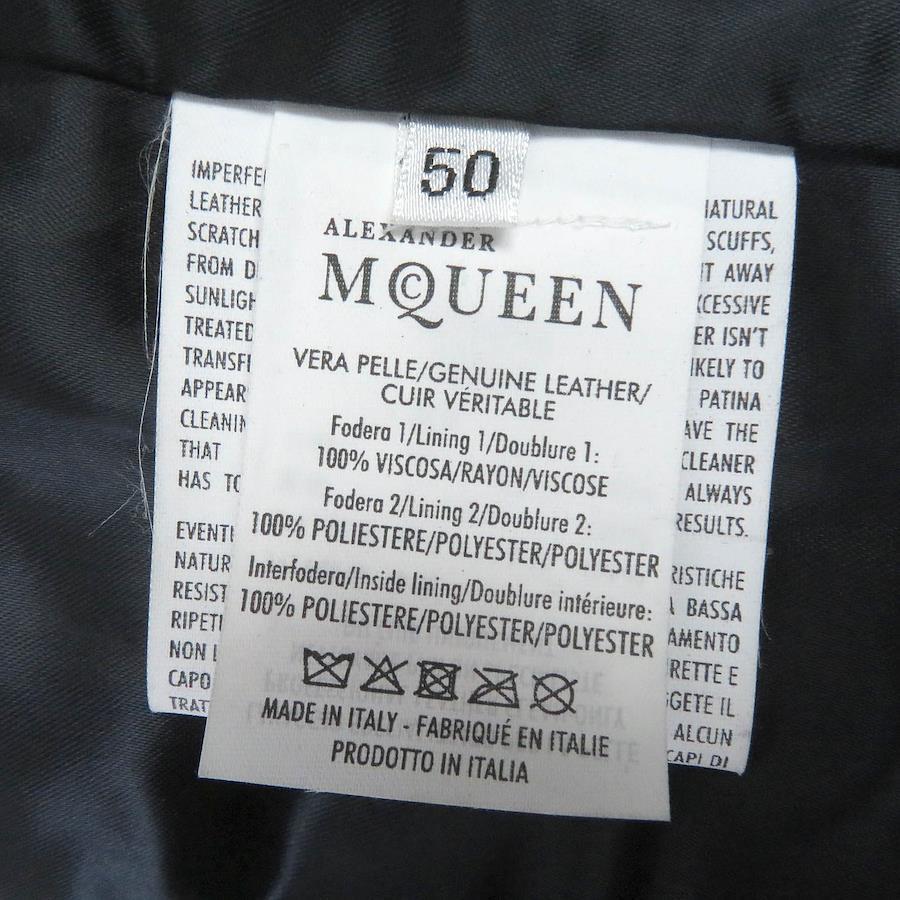 50
ALEXANDER
MCQUEEN
VERA PELLE/GENUINE LEATHER/
CUIR VÉRITABLE
Fodera 1/Lining 1/Doublure 1:
100% VISCOSA/RAYON/VISCOSE
Fodera 2/Lining 2/Doublure 2:
100% POLIESTERE/POLYESTER/POLYESTER
Interfodera/Inside lining/Doublure intérieure:
100% POLIESTERE/POLYESTER/POLYESTER
MADE IN ITALY - FABRIQUÉ EN ITALIE
PRODOTTO IN ITALIA
IMPERFE
LEATHER
SCRATCH
FROM D
SUNLIGH
TREATED
TRANSF
APPEAR
CLEANIN
THAT
HAS TO
EVENT
NATUR
RESIST
RIPETI
NON
CAPO
TRAT
NATURAL
SCUFFS,
IT AWAY
XCESSIVE
ER ISN'T
IKELY TO
PATINA
AVE THE
CLEANER
ALWAYS
RESULTS.
RISTICHE
A BASSA
AMENTO
RETTE E
GGETE IL
ALCUN
CAPI DI